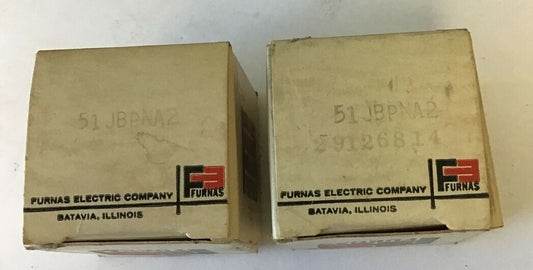 51JBPNA2
FURNAS ELECTRIC COMPANY
FURNAS
BATAVIA, ILLINOIS
51JBPNA2
29126814
FURNAS ELECTRIC COMPANY
FURNAS
BATAVIA, ILLINOIS